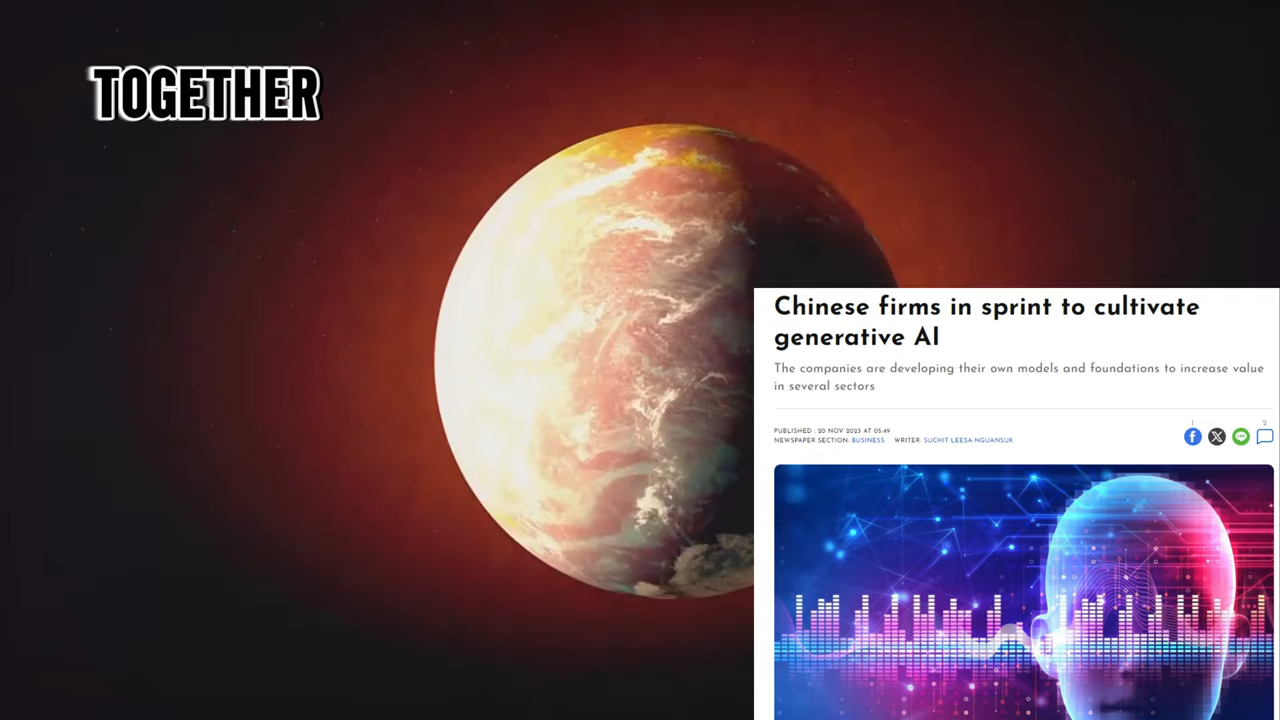 TOGETHER
Chinese firms in sprint to cultivate
generative AI
The companies are developing their own models and foundations to increase value
in several sectors
PUBLISHED : 20 NOV 2023 AT 05:49
NEWSPAPER SECTION: BUSINESS WRITER: SUCHIT LEESA-NGUANSUK
1
2